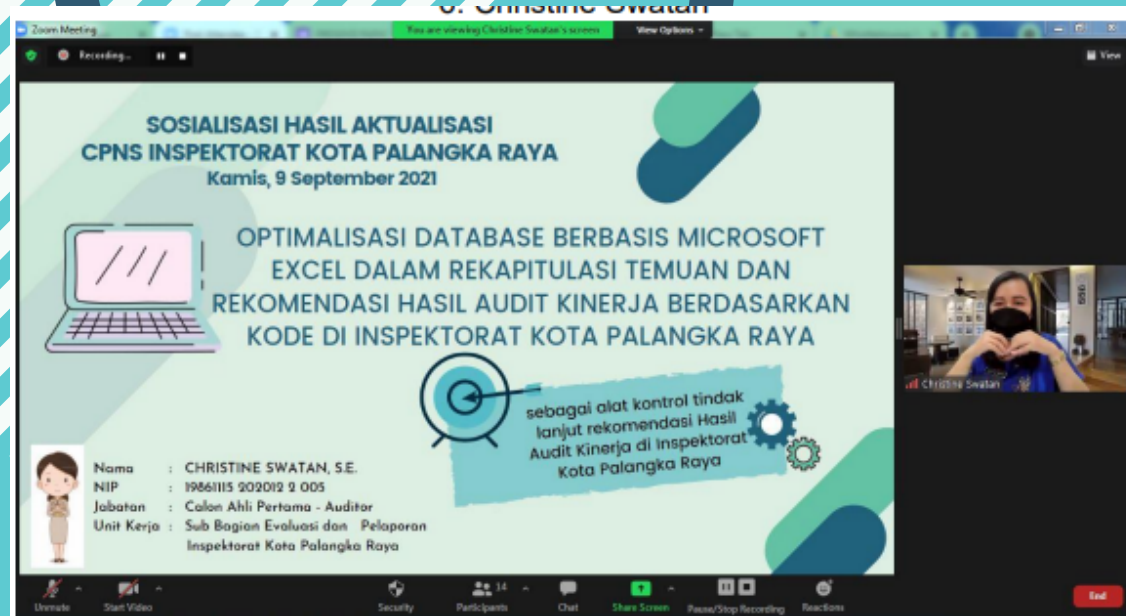 Christine Swatan
Zoom Meeting
You are viewing Christine Swatan's screen
View Options
Recording...
View
SOSIALISASI HASIL AKTUALISASI
CPNS INSPEKTORAT KOTA PALANGKA RAYA
Kamis, 9 September 2021
OPTIMALISASI DATABASE BERBASIS MICROSOFT
EXCEL DALAM REKAPITULASI TEMUAN DAN
REKOMENDASI HASIL AUDIT KINERJA BERDASARKAN
KODE DI INSPEKTORAT KOTA PALANGKA RAYA
sebagai alat kontrol tindak
lanjut rekomendasi Hasil
Audit Kinerja di Inspektorat
Kota Palangka Raya
Nama : CHRISTINE SWATAN, S.E.
NIP : 19861115 202012 2 005
Jabatan : Calon Ahli Pertama - Auditor
Unit Kerja : Sub Bagian Evaluasi dan Pelaporan
Inspektorat Kota Palangka Raya
Christine Swatan
Unmute
Start Video
Security
Participants
14
Chat
Share Screen
Pause/Stop Recording
Reactions
End